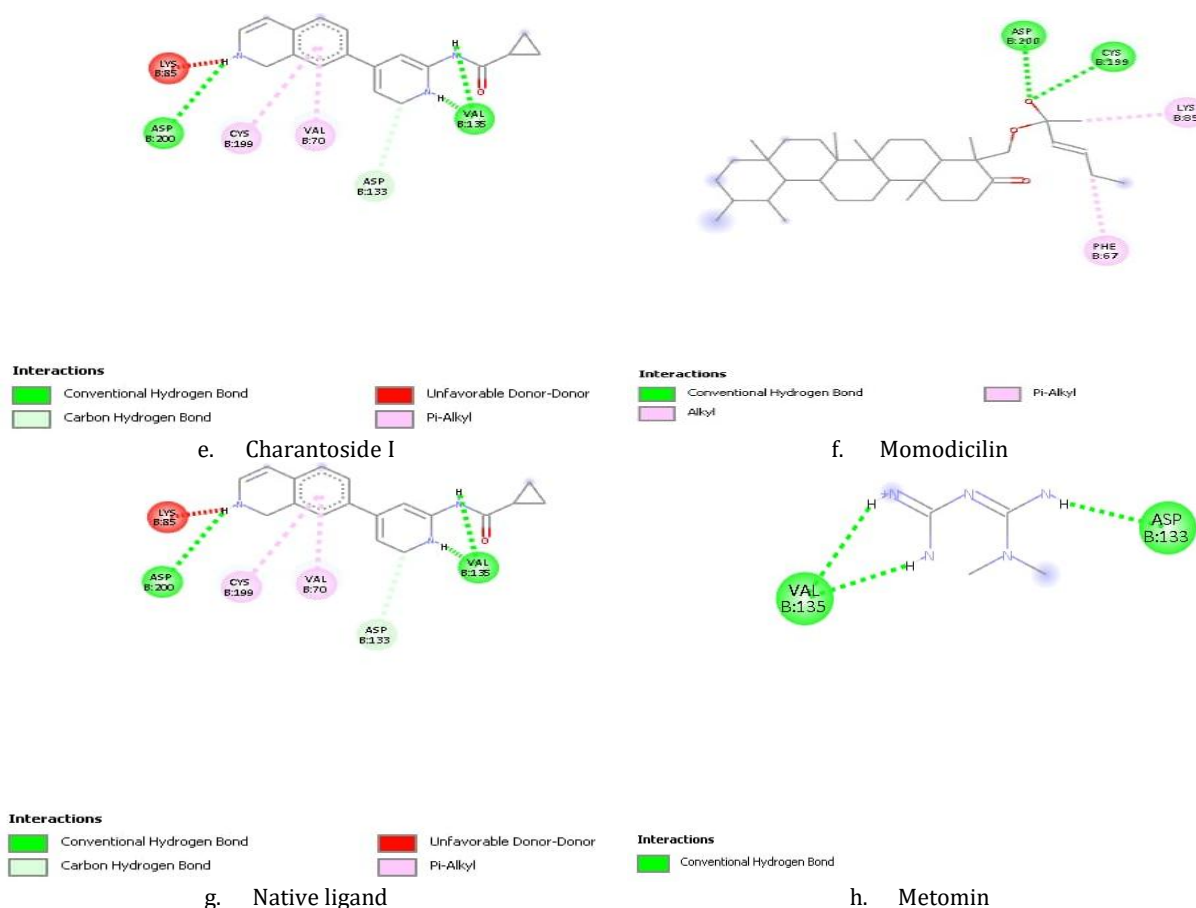 LYS
B:85
H
N
H
N
O
N
H
VAL
B:135
ASP
B:200
CYS
B:199
VAL
B:70
ASP
B:133
Interactions
Conventional Hydrogen Bond
Unfavorable Donor-Donor
Carbon Hydrogen Bond
Pi-Alkyl
e. Charantoside I
ASP
B:200
CYS
B:199
LYS
B:85
O
O
O
PHE
B:67
Interactions
Conventional Hydrogen Bond
Pi-Alkyl
Alkyl
f. Momodicilin
LYS
B:85
H
N
H
N
O
N
H
VAL
B:135
ASP
B:200
CYS
B:199
VAL
B:70
ASP
B:133
Interactions
Conventional Hydrogen Bond
Unfavorable Donor-Donor
Carbon Hydrogen Bond
Pi-Alkyl
g. Native ligand
N
H
N
N
H
ASP
B:133
H
N
N
VAL
B:135
Interactions
Conventional Hydrogen Bond
h. Metomin